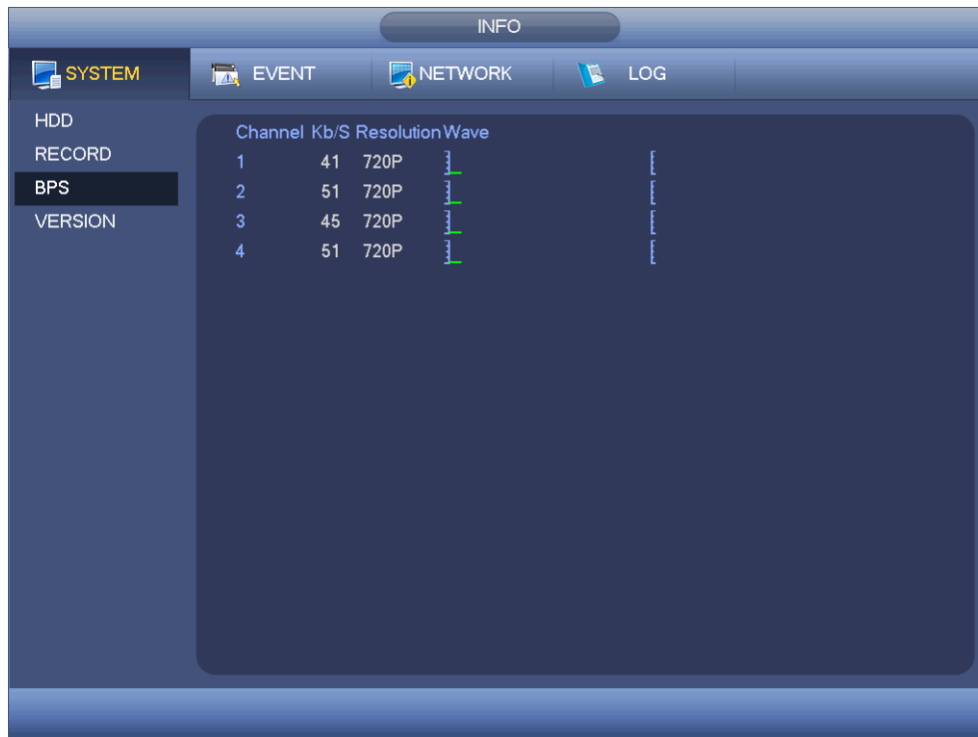 INFO
SYSTEM EVENT NETWORK LOG
HDD
RECORD
BPS
VERSION
Channel Kb/S Resolution Wave
1 41 720P
2 51 720P
3 45 720P
4 51 720P